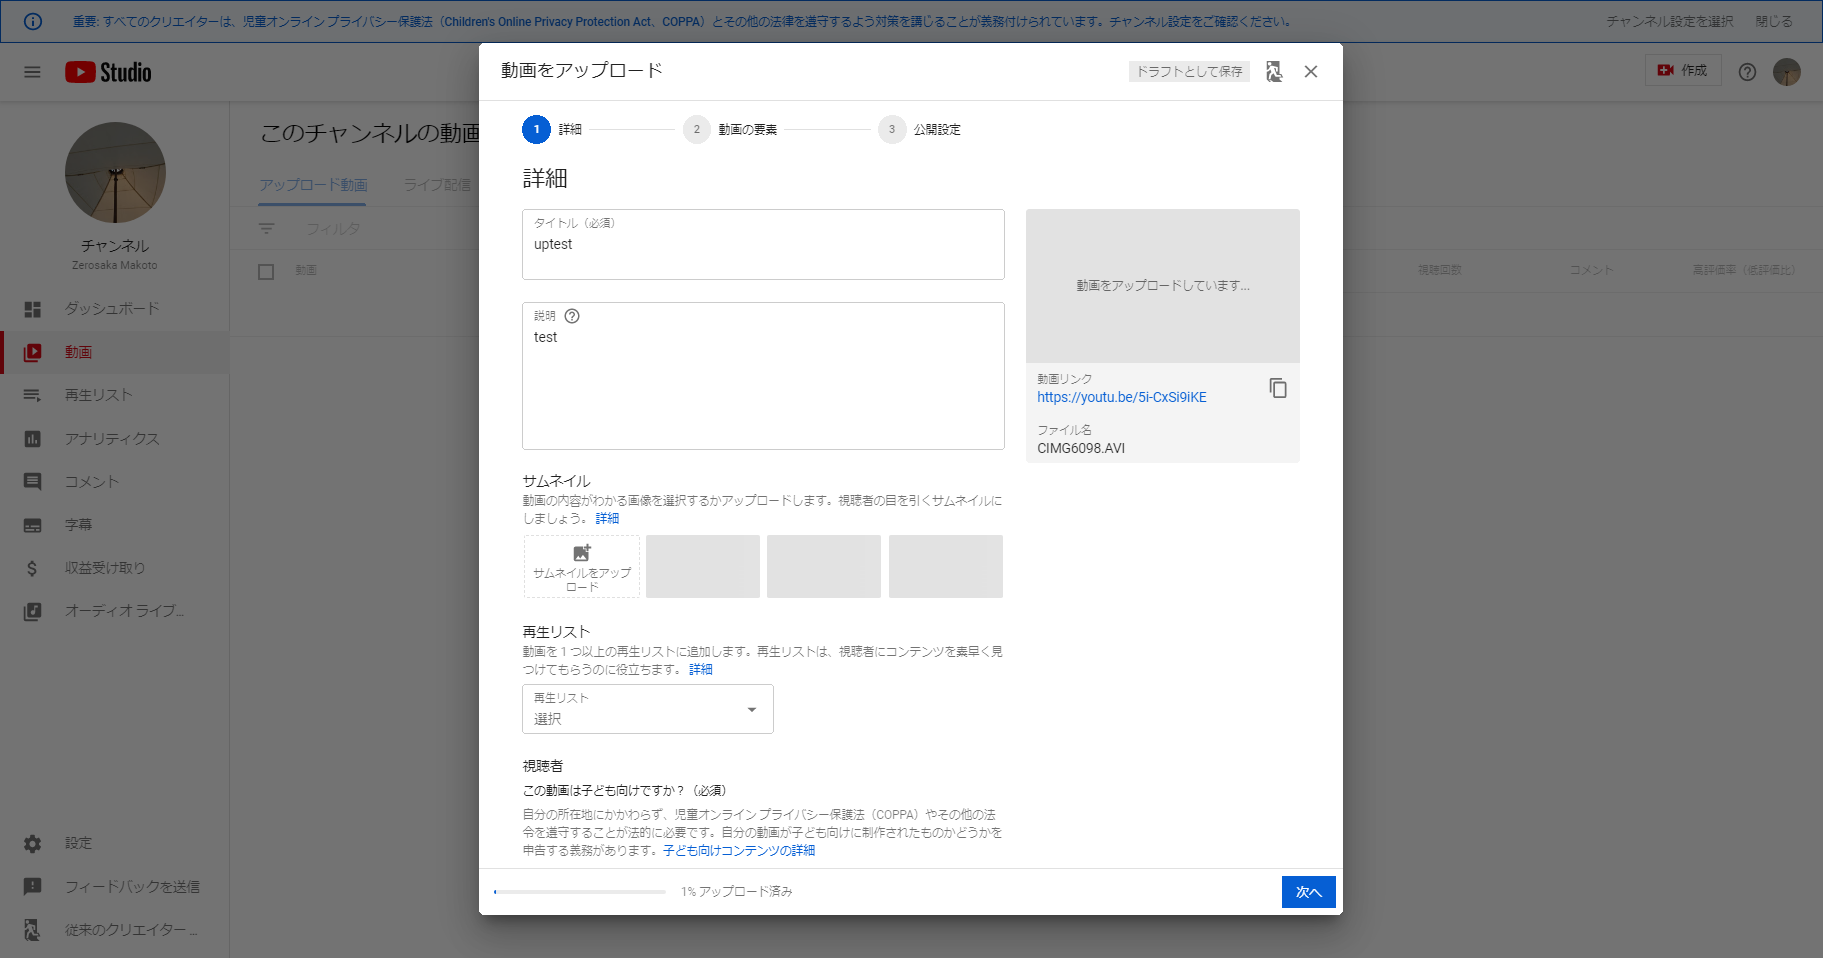 重要: すべてのクリエイターは、児童オンライン プライバシー保護法（Children's Online Privacy Protection Act、COPPA）とその他の法律を遵守するよう対策を講じることが義務付けられています。チャンネル設定をご確認ください。
チャンネル設定を選択
閉じる
Studio
作成
チャンネル
Zerosaka Makoto
ダッシュボード
動画
再生リスト
アナリティクス
コメント
字幕
収益受け取り
オーディオ ライブ...
設定
フィードバックを送信
従来のクリエイター ...
このチャンネルの動画
アップロード動画
ライブ配信
フィルタ
動画
視聴回数
コメント
高評価率（低評価比）
動画をアップロード
ドラフトとして保存
1 詳細
2 動画の要素
3 公開設定
詳細
タイトル（必須）
uptest
説明
test
動画をアップロードしています...
動画リンク
https://youtu.be/5i-CxSi9iKE
ファイル名
CIMG6098.AVI
サムネイル
動画の内容がわかる画像を選択するかアップロードします。視聴者の目を引くサムネイルに
しましょう。 詳細
サムネイルをアップ
ロード
再生リスト
動画を 1 つ以上の再生リストに追加します。再生リストは、視聴者にコンテンツを素早く見
つけてもらうのに役立ちます。 詳細
再生リスト
選択
視聴者
この動画は子ども向けですか？（必須）
自分の所在地にかかわらず、児童オンライン プライバシー保護法（COPPA）やその他の法
令を遵守することが法的に必要です。自分の動画が子ども向けに制作されたものかどうかを
申告する義務があります。子ども向けコンテンツの詳細
1% アップロード済み
次へ